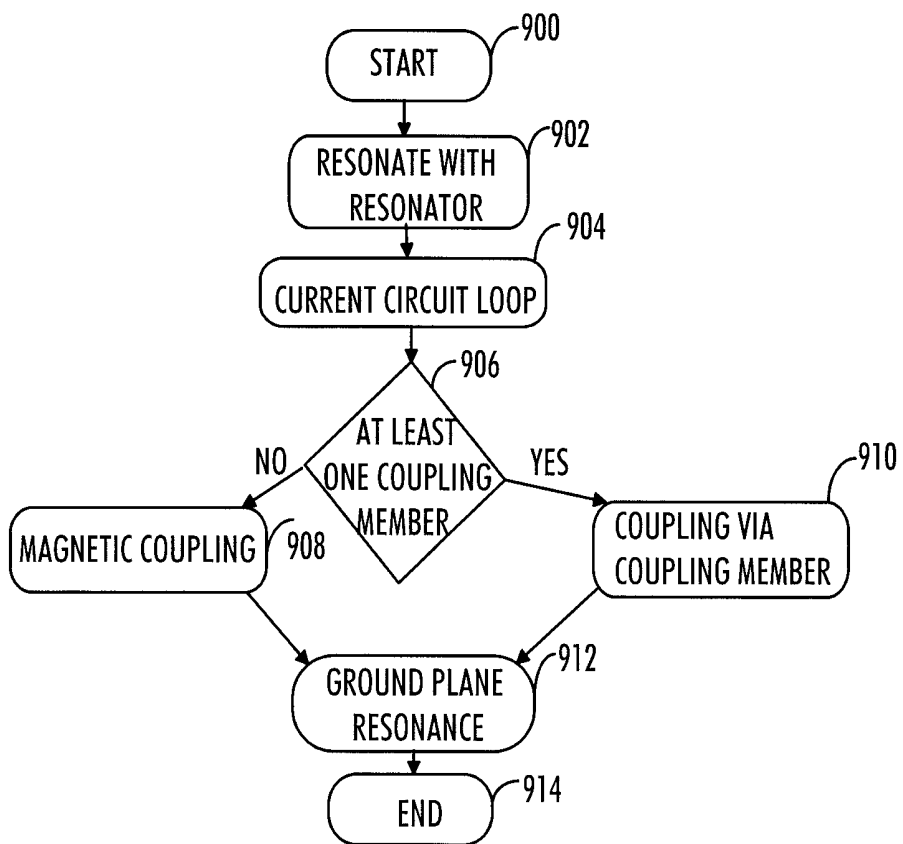 900
START
902
RESONATE WITH
RESONATOR
904
CURRENT CIRCUIT LOOP
906
AT LEAST
ONE COUPLING
MEMBER
NO
YES
910
MAGNETIC COUPLING
908
COUPLING VIA
COUPLING MEMBER
912
GROUND PLANE
RESONANCE
914
END